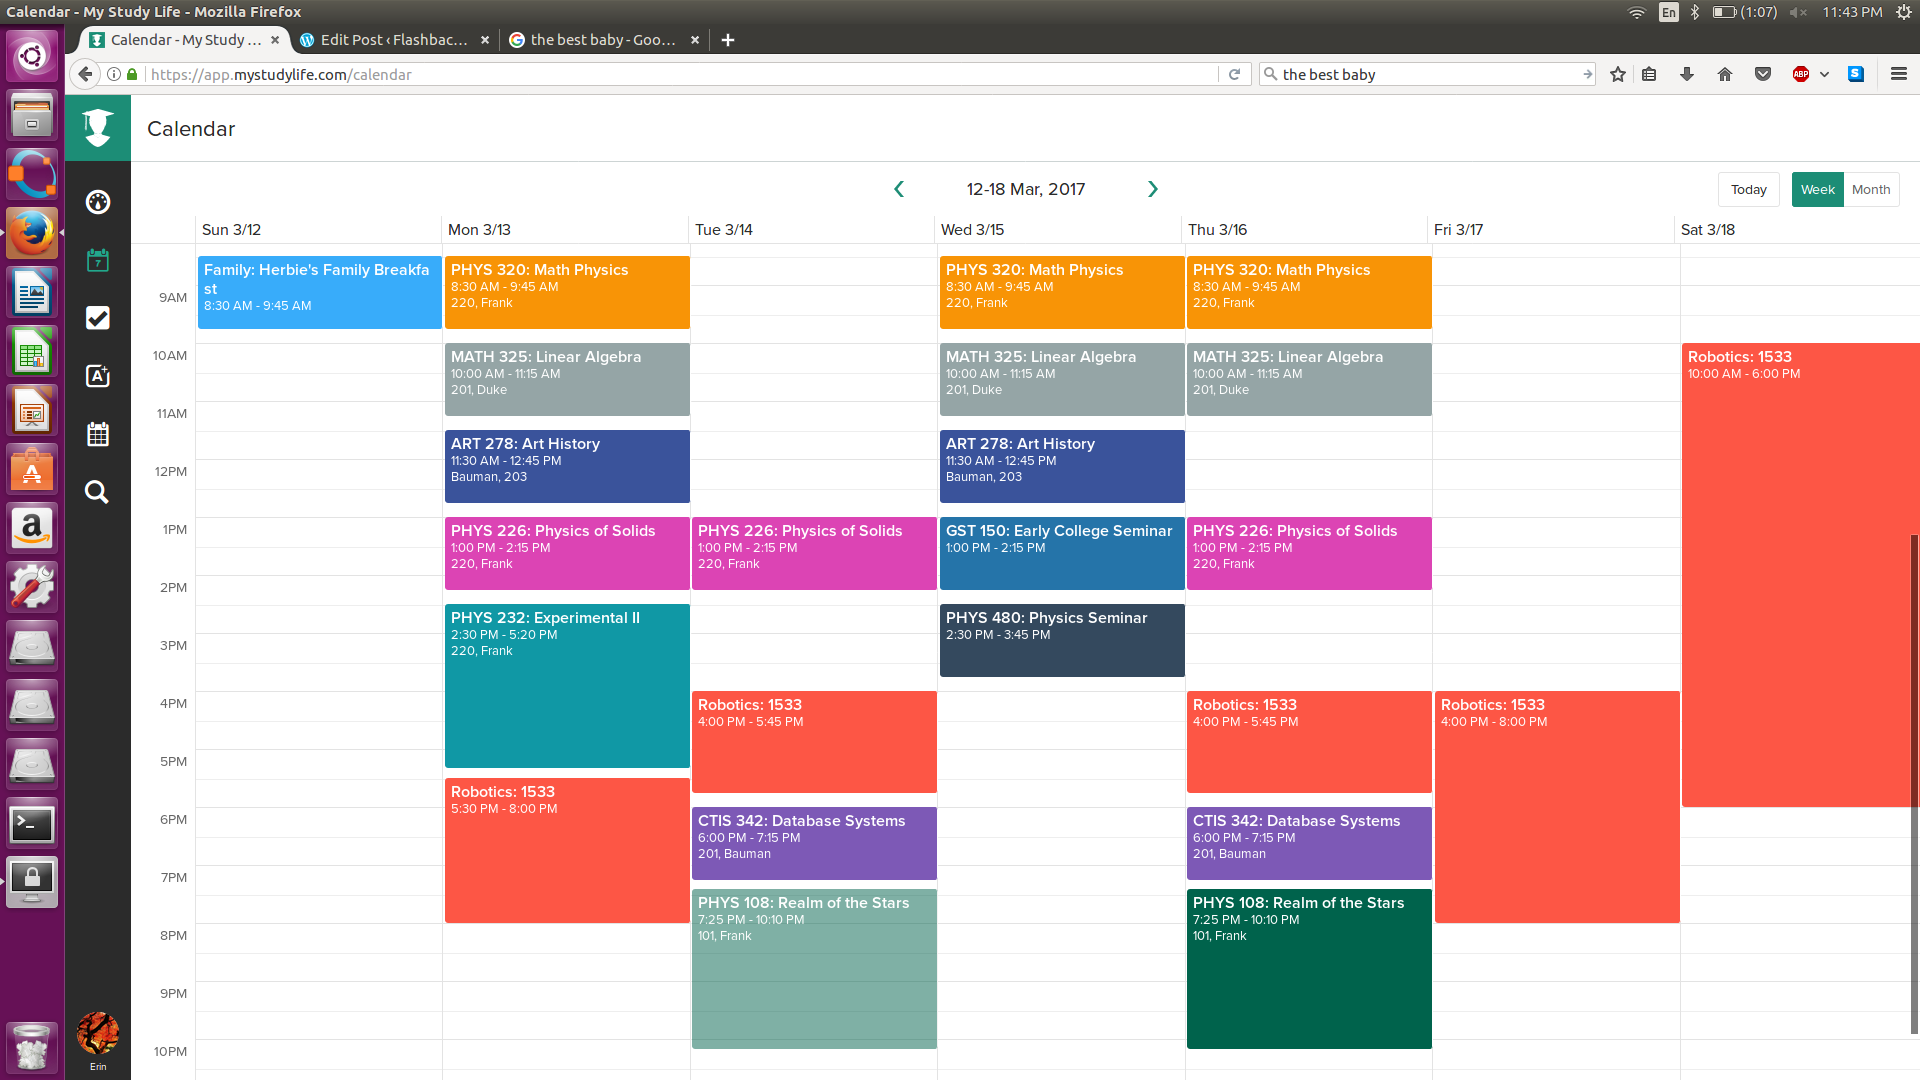 Calendar - My Study Life - Mozilla Firefox
En
(1:07)
11:43 PM
Calendar - My Study ...
Edit Post ‹ Flashbac...
the best baby - Goo...
https://app.mystudylife.com/calendar
the best baby
ABP
S
Calendar
12-18 Mar, 2017
Today
Week
Month
Sun 3/12
Mon 3/13
Tue 3/14
Wed 3/15
Thu 3/16
Fri 3/17
Sat 3/18
9AM
10AM
11AM
12PM
1PM
2PM
3PM
4PM
5PM
6PM
7PM
8PM
9PM
10PM
Family: Herbie's Family Breakfa
st
8:30 AM - 9:45 AM
PHYS 320: Math Physics
8:30 AM - 9:45 AM
220, Frank
MATH 325: Linear Algebra
10:00 AM - 11:15 AM
201, Duke
ART 278: Art History
11:30 AM - 12:45 PM
Bauman, 203
PHYS 226: Physics of Solids
1:00 PM - 2:15 PM
220, Frank
PHYS 232: Experimental II
2:30 PM - 5:20 PM
220, Frank
Robotics: 1533
5:30 PM - 8:00 PM
PHYS 226: Physics of Solids
1:00 PM - 2:15 PM
220, Frank
Robotics: 1533
4:00 PM - 5:45 PM
CTIS 342: Database Systems
6:00 PM - 7:15 PM
201, Bauman
PHYS 108: Realm of the Stars
7:25 PM - 10:10 PM
101, Frank
PHYS 320: Math Physics
8:30 AM - 9:45 AM
220, Frank
MATH 325: Linear Algebra
10:00 AM - 11:15 AM
201, Duke
ART 278: Art History
11:30 AM - 12:45 PM
Bauman, 203
GST 150: Early College Seminar
1:00 PM - 2:15 PM
PHYS 480: Physics Seminar
2:30 PM - 3:45 PM
PHYS 320: Math Physics
8:30 AM - 9:45 AM
220, Frank
MATH 325: Linear Algebra
10:00 AM - 11:15 AM
201, Duke
PHYS 226: Physics of Solids
1:00 PM - 2:15 PM
220, Frank
Robotics: 1533
4:00 PM - 5:45 PM
CTIS 342: Database Systems
6:00 PM - 7:15 PM
201, Bauman
PHYS 108: Realm of the Stars
7:25 PM - 10:10 PM
101, Frank
Robotics: 1533
4:00 PM - 8:00 PM
Robotics: 1533
10:00 AM - 6:00 PM
7
A+
a
>_
Erin